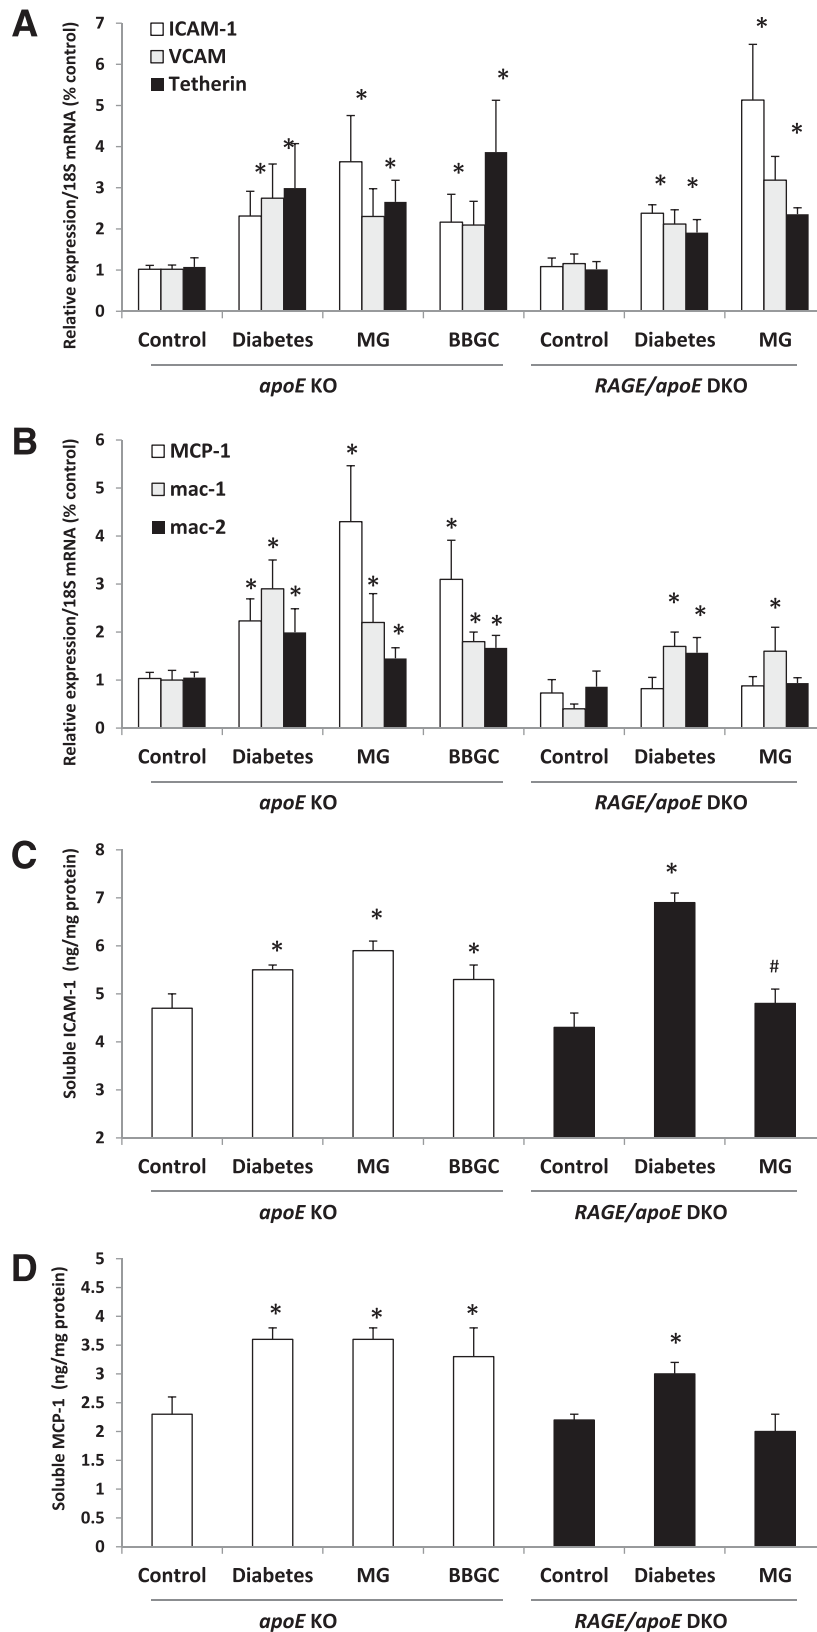 A
Relative expression/18S mRNA (% control)
7
6
5
4
3
2
1
0
ICAM-1
VCAM
Tetherin
* * * * * * * * * * *
Control Diabetes MG BBGC Control Diabetes MG
apoE KO RAGE/apoE DKO
B
Relative expression/18S mRNA (% control)
6
5
4
3
2
1
0
MCP-1
mac-1
mac-2
* * * * * * * * * * * *
Control Diabetes MG BBGC Control Diabetes MG
apoE KO RAGE/apoE DKO
C
Soluble ICAM-1 (ng/mg protein)
8
7
6
5
4
3
2
* * * * #
Control Diabetes MG BBGC Control Diabetes MG
apoE KO RAGE/apoE DKO
D
Soluble MCP-1 (ng/mg protein)
5
4.5
4
3.5
3
2.5
2
1.5
1
0.5
0
* * * *
Control Diabetes MG BBGC Control Diabetes MG
apoE KO RAGE/apoE DKO